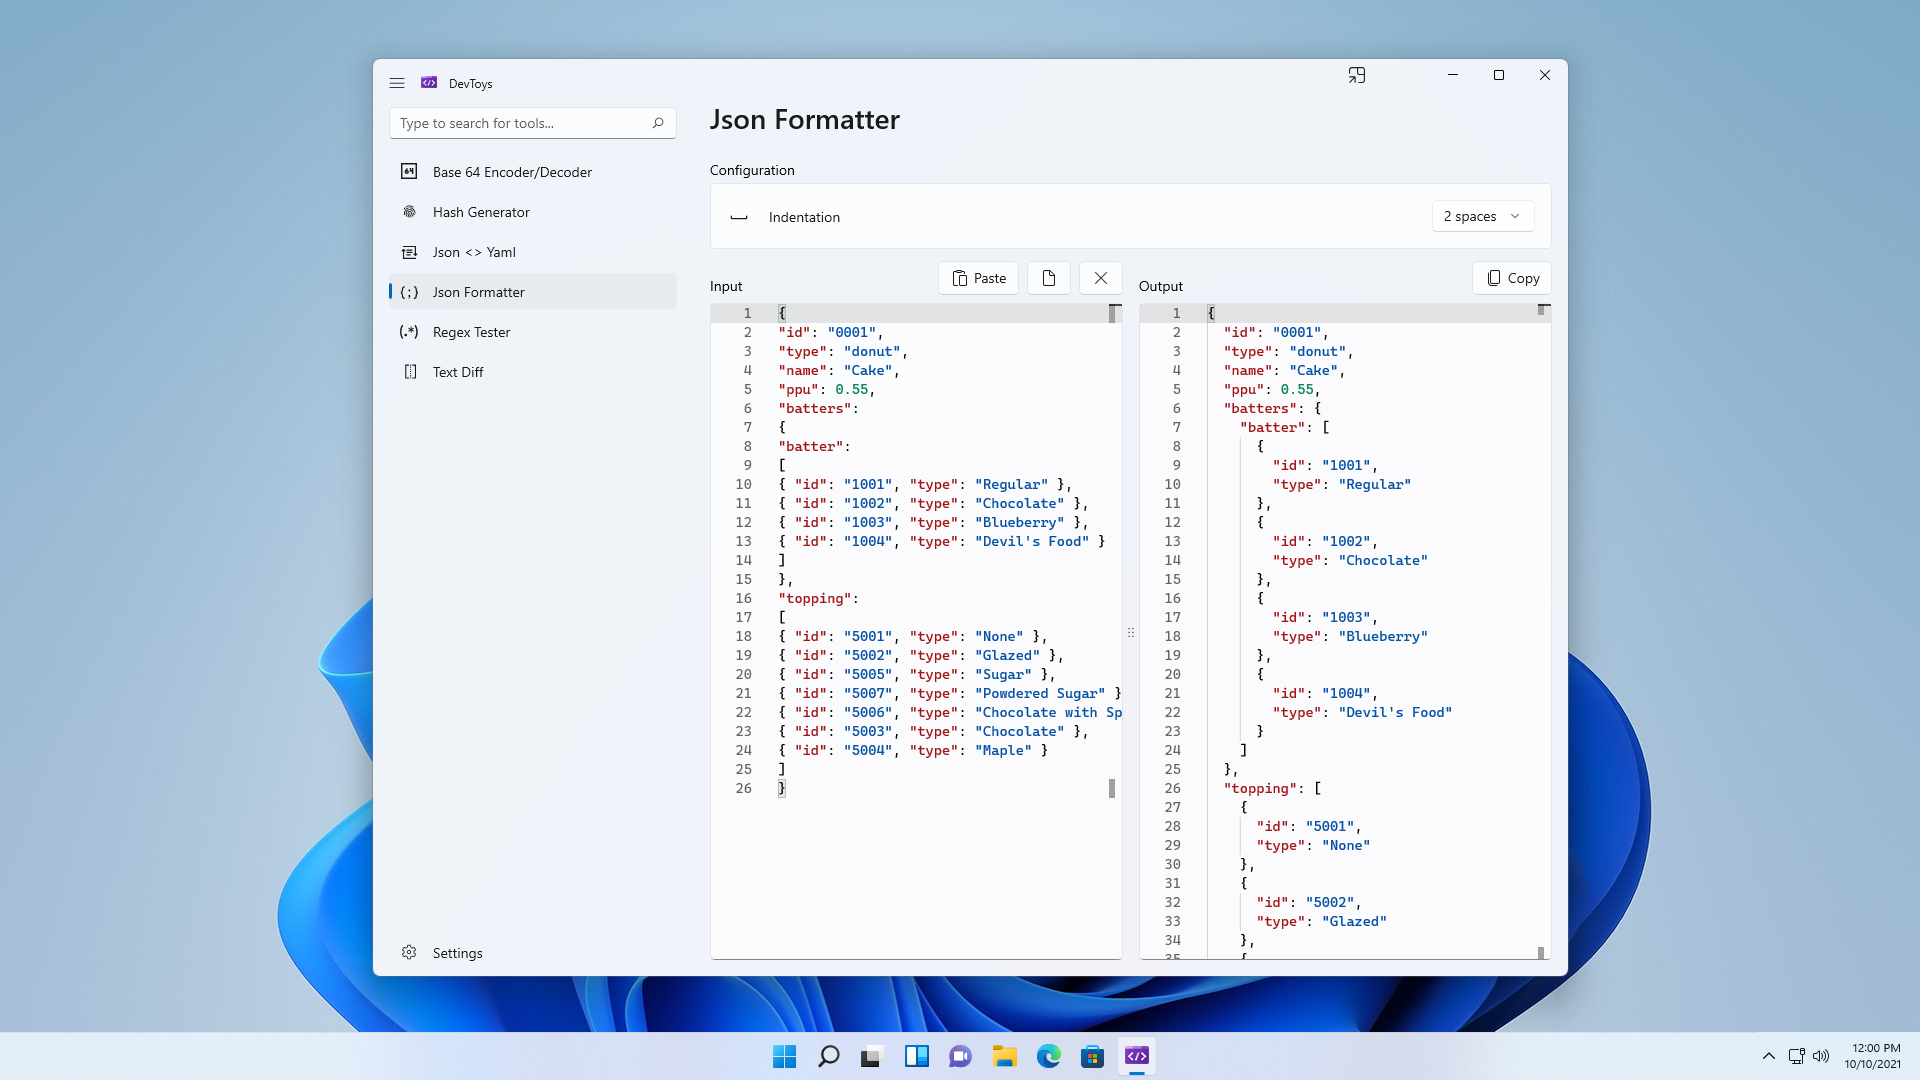 DevToys
Type to search for tools...
Base 64 Encoder/Decoder
Hash Generator
Json <> Yaml
Json Formatter
Regex Tester
Text Diff
Settings
Json Formatter
Configuration
Indentation
2 spaces
Input
Paste
1 {
2 "id": "0001",
3 "type": "donut",
4 "name": "Cake",
5 "ppu": 0.55,
6 "batters":
7 {
8 "batter":
9 [
10 { "id": "1001", "type": "Regular" },
11 { "id": "1002", "type": "Chocolate" },
12 { "id": "1003", "type": "Blueberry" },
13 { "id": "1004", "type": "Devil's Food" }
14 ]
15 },
16 "topping":
17 [
18 { "id": "5001", "type": "None" },
19 { "id": "5002", "type": "Glazed" },
20 { "id": "5005", "type": "Sugar" },
21 { "id": "5007", "type": "Powdered Sugar" }
22 { "id": "5006", "type": "Chocolate with Sp
23 { "id": "5003", "type": "Chocolate" },
24 { "id": "5004", "type": "Maple" }
25 ]
26 }
Output
Copy
1 {
2 "id": "0001",
3 "type": "donut",
4 "name": "Cake",
5 "ppu": 0.55,
6 "batters": {
7 "batter": [
8 {
9 "id": "1001",
10 "type": "Regular"
11 },
12 {
13 "id": "1002",
14 "type": "Chocolate"
15 },
16 {
17 "id": "1003",
18 "type": "Blueberry"
19 },
20 {
21 "id": "1004",
22 "type": "Devil's Food"
23 }
24 ]
25 },
26 "topping": [
27 {
28 "id": "5001",
29 "type": "None"
30 },
31 {
32 "id": "5002",
33 "type": "Glazed"
34 },
35 {
12:00 PM
10/10/2021